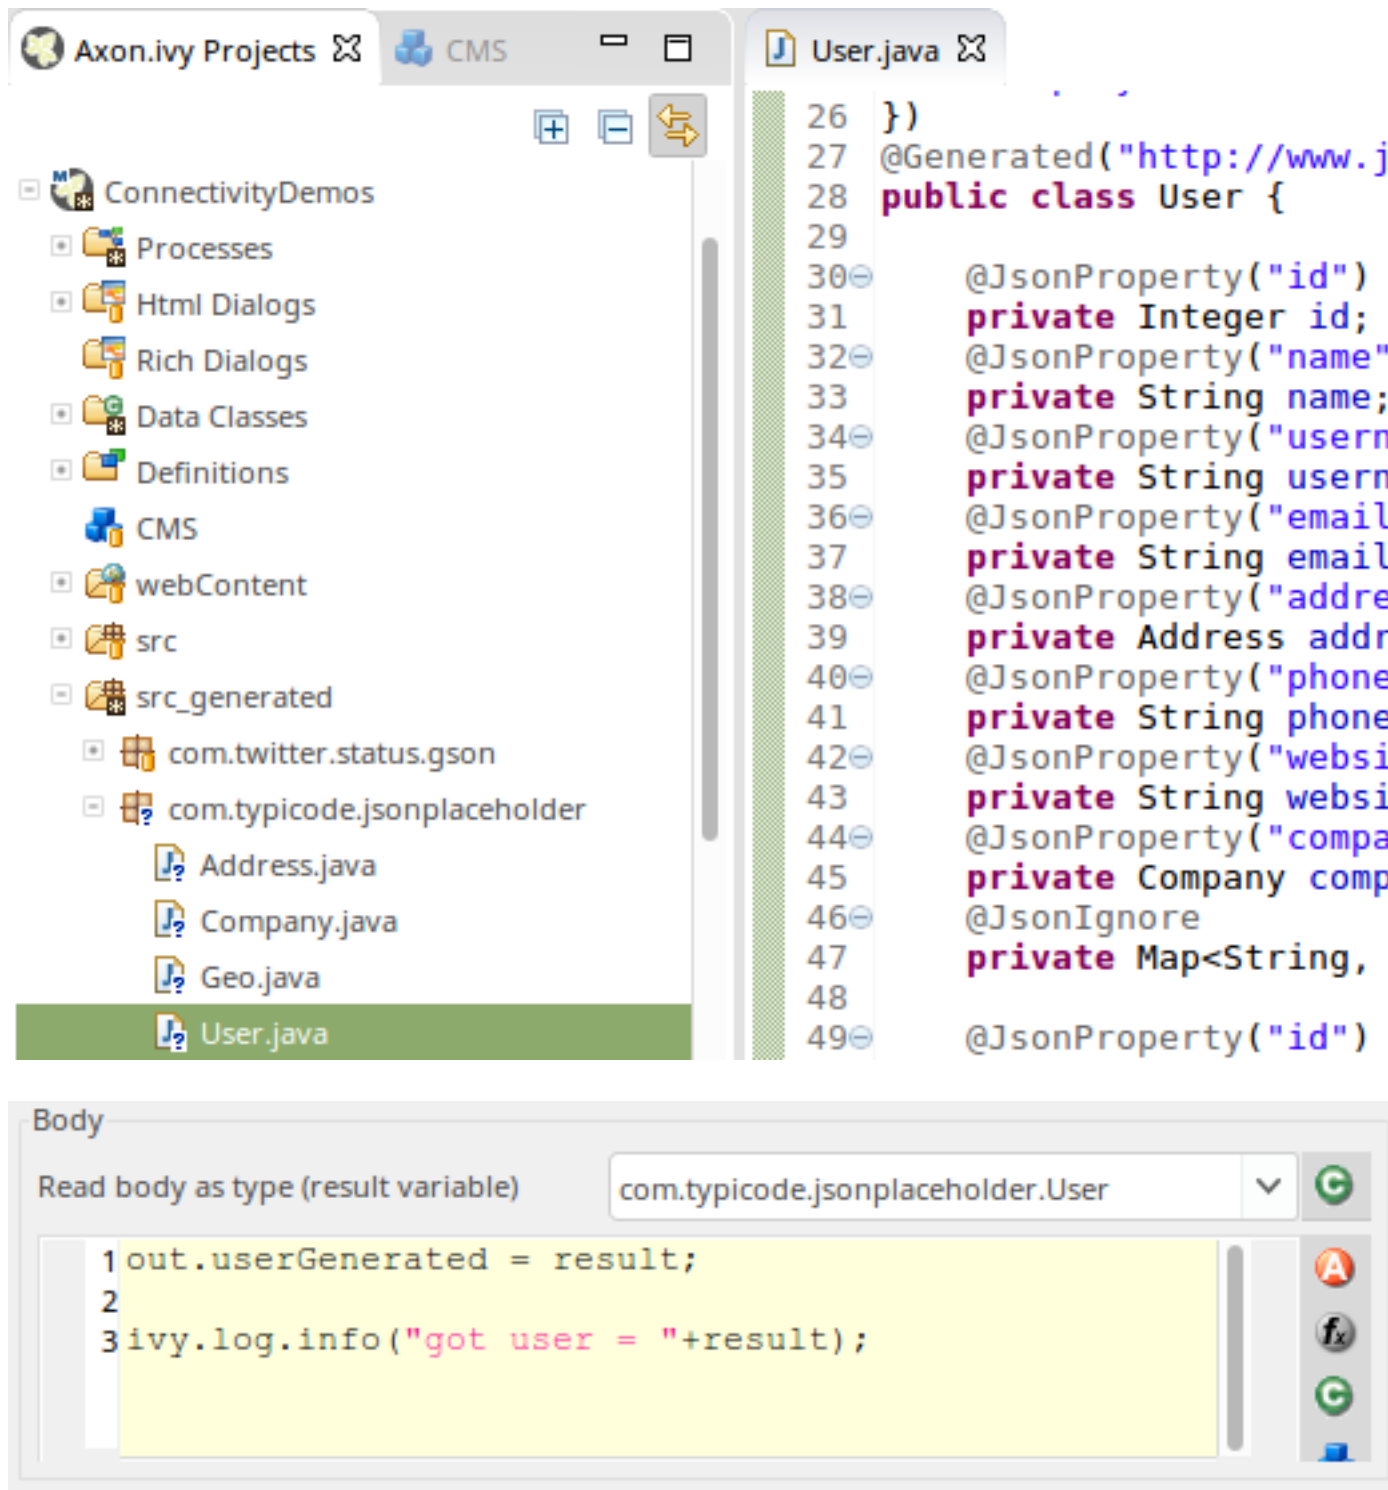 Axon.ivy Projects
CMS
ConnectivityDemos
Processes
Html Dialogs
Rich Dialogs
Data Classes
Definitions
CMS
webContent
src
src_generated
com.twitter.status.gson
com.typicode.jsonplaceholder
Address.java
Company.java
Geo.java
User.java
User.java
26 })
27 @Generated("http://www.j
28 public class User {
29
30 @JsonProperty("id")
31 private Integer id;
32 @JsonProperty("name"
33 private String name;
34 @JsonProperty("usern
35 private String usern
36 @JsonProperty("email
37 private String email
38 @JsonProperty("addre
39 private Address addr
40 @JsonProperty("phone
41 private String phone
42 @JsonProperty("websi
43 private String websi
44 @JsonProperty("compa
45 private Company comp
46 @JsonIgnore
47 private Map<String,
48
49 @JsonProperty("id")
Body
Read body as type (result variable) com.typicode.jsonplaceholder.User
1 out.userGenerated = result;
2
3 ivy.log.info("got user = "+result);